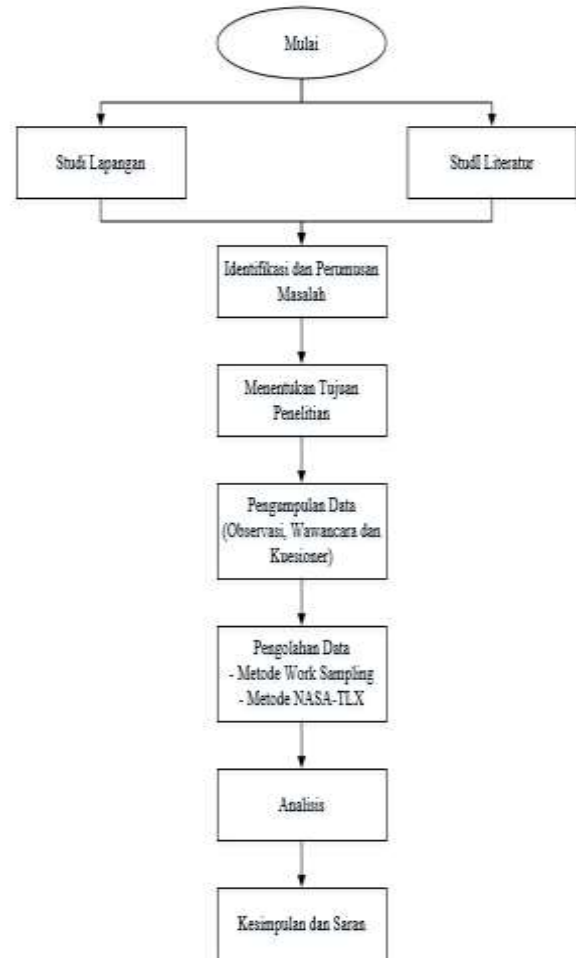 Mulai
Studi Lapangan
Studi Literatur
Identifikasi dan Perumusan
Masalah
Menentukan Tujuan
Penelitian
Pengumpulan Data
(Observasi, Wawancara dan
Kuesioner)
Pengolahan Data
- Metode Work Sampling
- Metode NASA-TLX
Analisis
Kesimpulan dan Saran